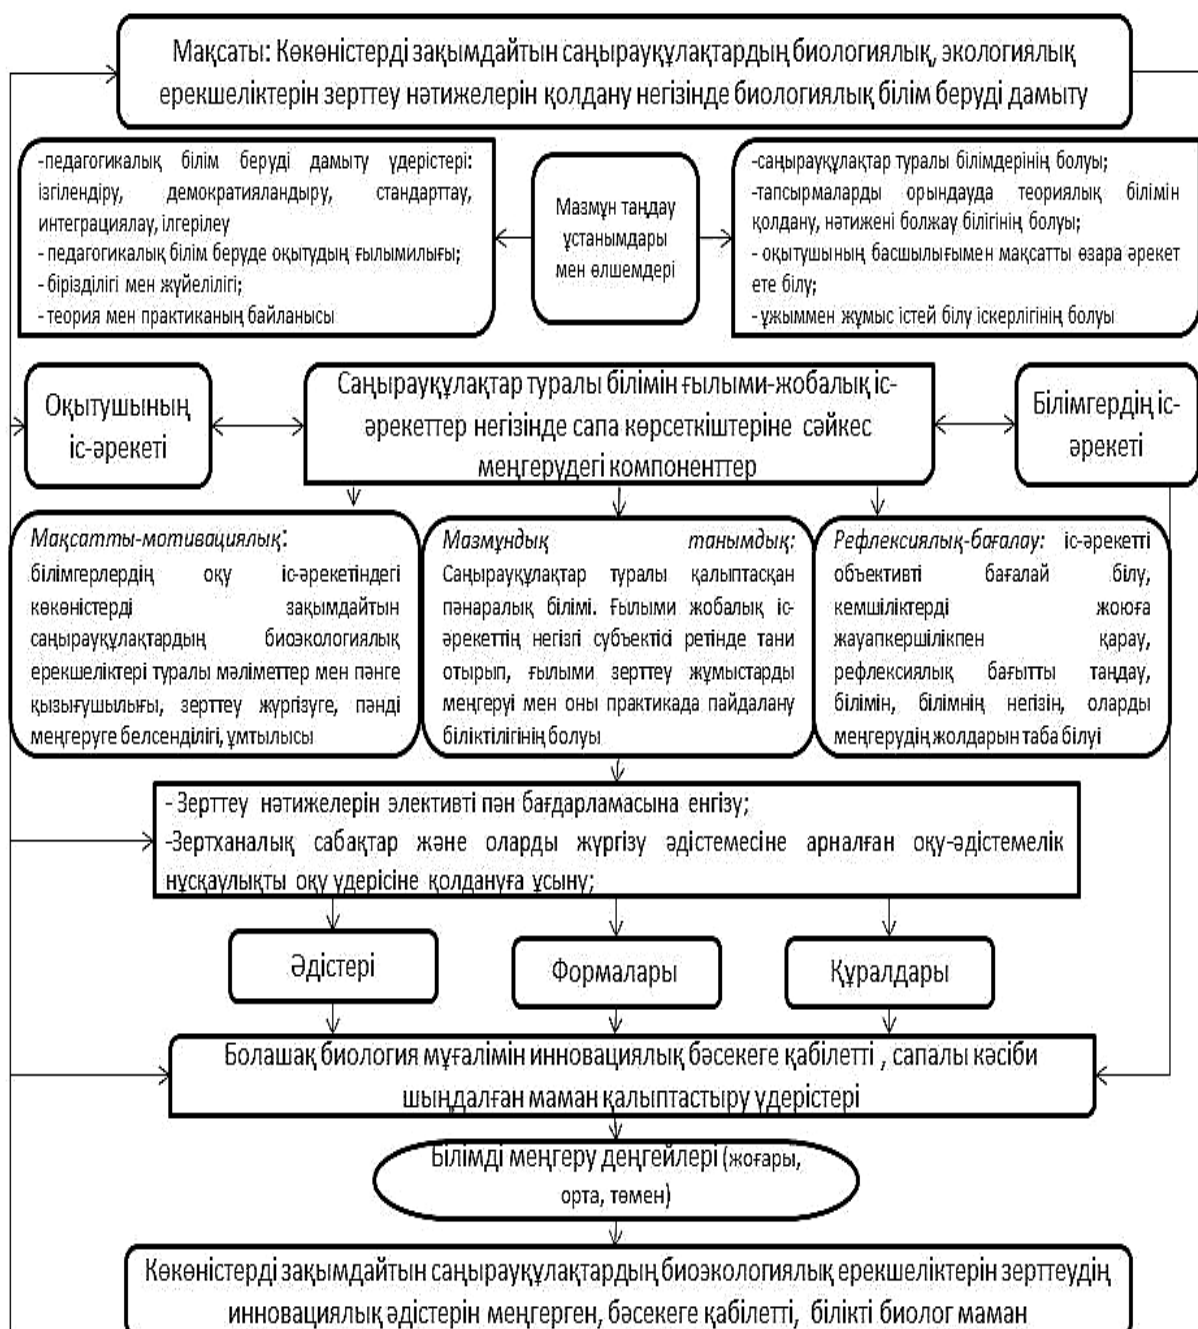 Мақсаты: Көкөністерді зақымдайтын саңырауқұлақтардың биологиялық, экологиялық
ерекшеліктерін зерттеу нәтижелерін қолдану негізінде биологиялық білім беруді дамыту
-педагогикалық білім беруді дамыту үдерістері:
ізгілендіру, демократияландыру, стандарттау,
интеграциялау, ілгерілеу
- педагогикалық білім беруде оқытудың ғылымилығы;
- бірізділігі мен жүйелілігі;
- теория мен практиканың байланысы
Мазмұн таңдау
ұстанымдары
мен өлшемдері
-саңырауқұлақтар туралы білімдерінің болуы;
-тапсырмаларды орындауда теориялық білімін
қолдану, нәтижені болжау білігінің болуы;
- оқытушының басшылығымен мақсатты өзара әрекет
ете білу;
- ұжыммен жұмыс істей білу іскерлігінің болуы
Оқытушының
іс-әрекеті
Саңырауқұлақтар туралы білімін ғылыми-жобалық іс-
әрекеттер негізінде сапа көрсеткіштеріне сәйкес
меңгерудегі компоненттер
Білімгердің іс-
әрекеті
Мақсатты-мотивациялық:
білімгерлердің оқу іс-әрекетіндегі
көкөністерді зақымдайтын
саңырауқұлақтардың биоэкологиялық
ерекшеліктері туралы мәліметтер мен пәнге
қызығушылығы, зерттеу жүргізуге, пәнді
меңгеруге белсенділігі, ұмтылысы
Мазмұндық танымдық:
Саңырауқұлақтар туралы қалыптасқан
пәнаралық білімі. Ғылыми жобалық іс-
әрекеттің негізгі субъектісі ретінде тани
отырып, ғылыми зерттеу жұмыстарды
меңгеруі мен оны практикада пайдалану
біліктілігінің болуы
Рефлексиялық-бағалау: іс-әрекетті
объективті бағалай білу,
кемшіліктерді жоюға
жауапкершілікпен қарау,
рефлексиялық бағытты таңдау,
білімін, білімнің негізін, оларды
меңгерудің жолдарын таба білуі
- Зерттеу нәтижелерін элективті пән бағдарламасына енгізу;
-Зертханалық сабақтар және оларды жүргізу әдістемесіне арналған оқу-әдістемелік
нұсқаулықты оқу үдерісіне қолдануға ұсыну;
Әдістері
Формалары
Құралдары
Болашақ биология мұғалімін инновациялық бәсекеге қабілетті , сапалы кәсіби
шыңдалған маман қалыптастыру үдерістері
Білімді меңгеру деңгейлері (жоғары,
орта, төмен)
Көкөністерді зақымдайтын саңырауқұлақтардың биоэкологиялық ерекшеліктерін зерттеудің
инновациялық әдістерін меңгерген, бәсекеге қабілетті, білікті биолог маман